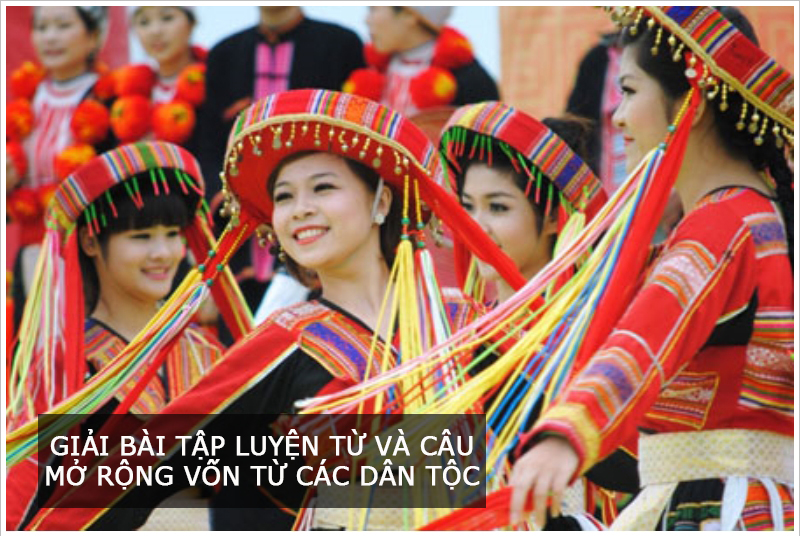 GIẢI BÀI TẬP LUYỆN TỪ VÀ CÂU
MỞ RỘNG VỐN TỪ CÁC DÂN TỘC